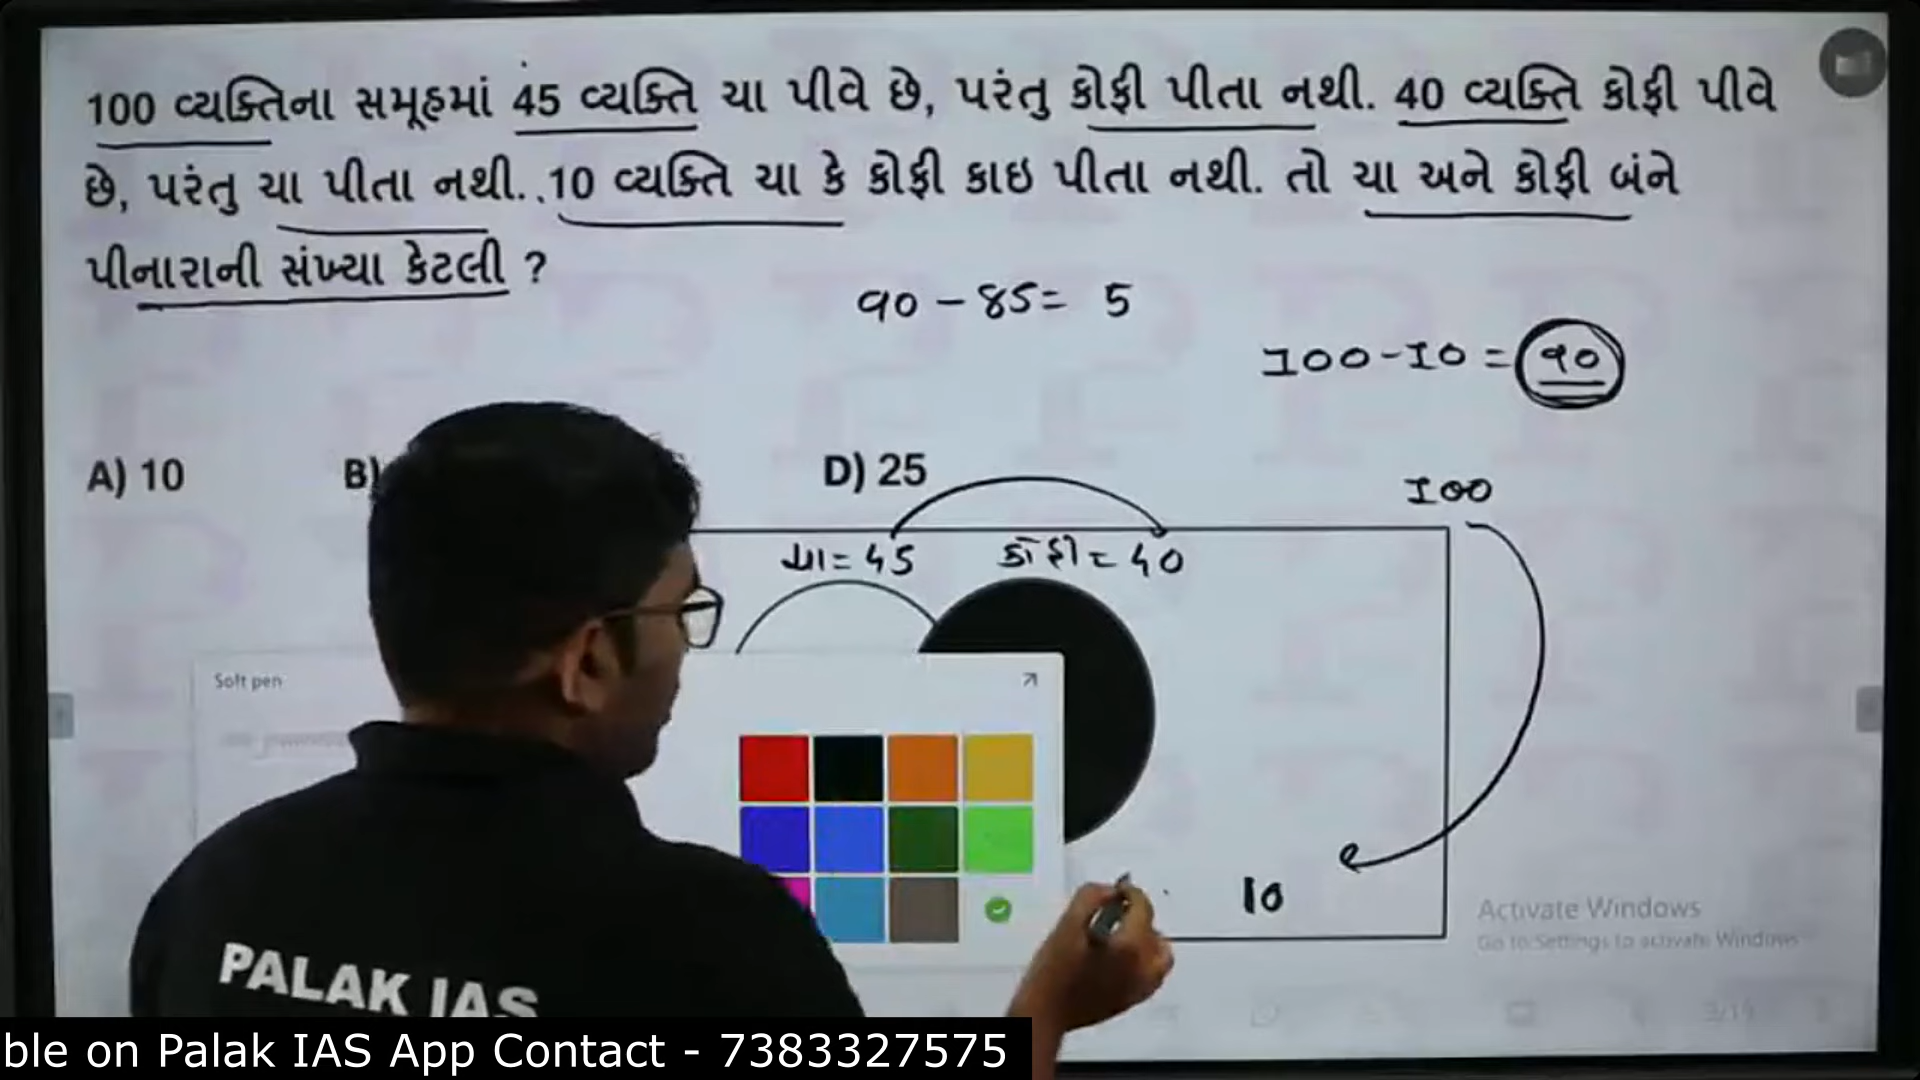 100 વ્યક્તિના સમૂહમાં 45 વ્યક્તિ ચા પીવે છે, પરંતુ કોફી પીતા નથી. 40 વ્યક્તિ કોફી પીવે
છે, પરંતુ ચા પીતા નથી. 10 વ્યક્તિ ચા કે કોફી કાઇ પીતા નથી. તો ચા અને કોફી બંને
પીનારાની સંખ્યા કેટલી ?
90 - 85 = 5
100 - 10 = 90
A) 10 B) D) 25
100
ચા = 45 કોફી = 40
Soft pen
10
Activate Windows
Go to Settings to activate Windows
PALAK IAS
3/19
ble on Palak IAS App Contact - 7383327575